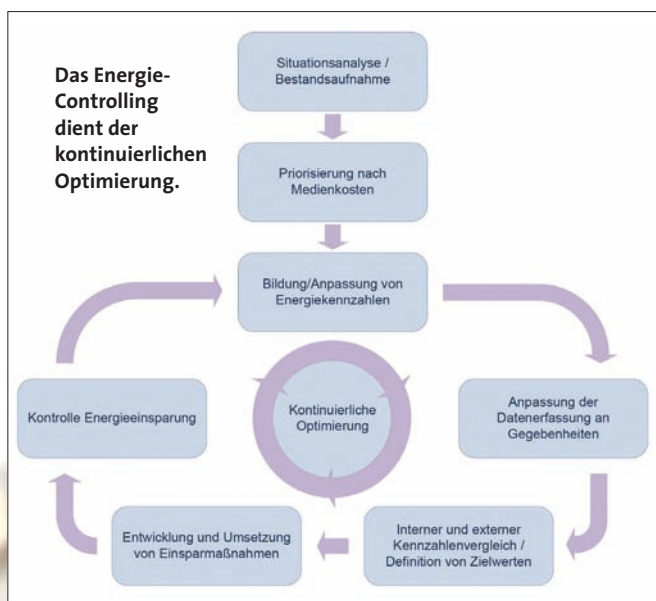 Das Energie-
Controlling
dient der
kontinuierlichen
Optimierung.
Situationsanalyse /
Bestandsaufnahme
Priorisierung nach
Medienkosten
Bildung/Anpassung von
Energiekennzahlen
Anpassung der
Datenerfassung an
Gegebenheiten
Interner und externer
Kennzahlenvergleich /
Definition von Zielwerten
Entwicklung und Umsetzung
von Einsparmaßnahmen
Kontrolle Energieeinsparung
Kontinuierliche
Optimierung